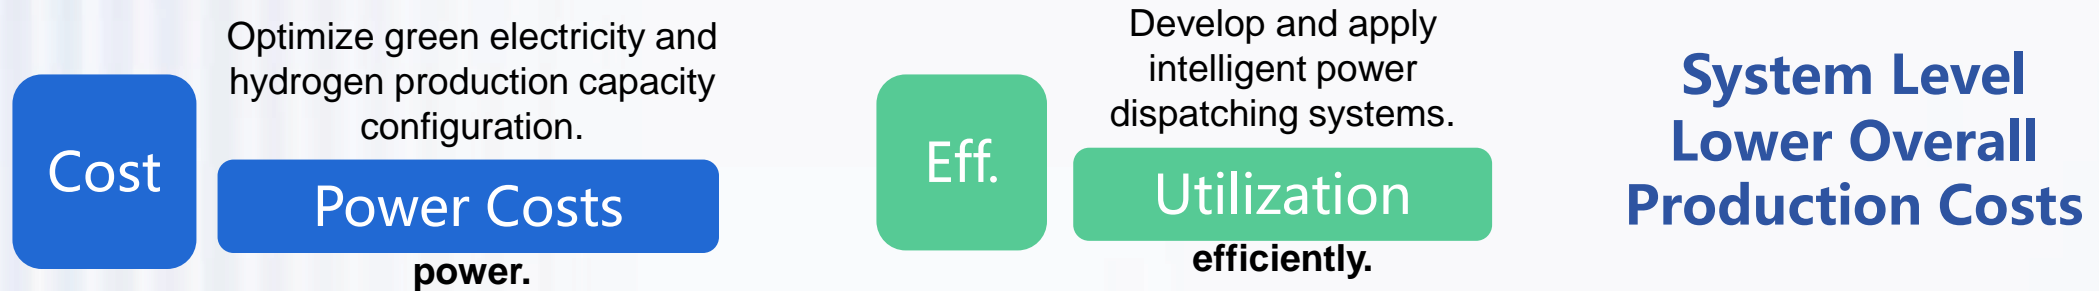 Cost
Optimize green electricity and
hydrogen production capacity
configuration.
Power Costs
power.
Eff.
Develop and apply
intelligent power
dispatching systems.
Utilization
efficiently.
System Level
Lower Overall
Production Costs